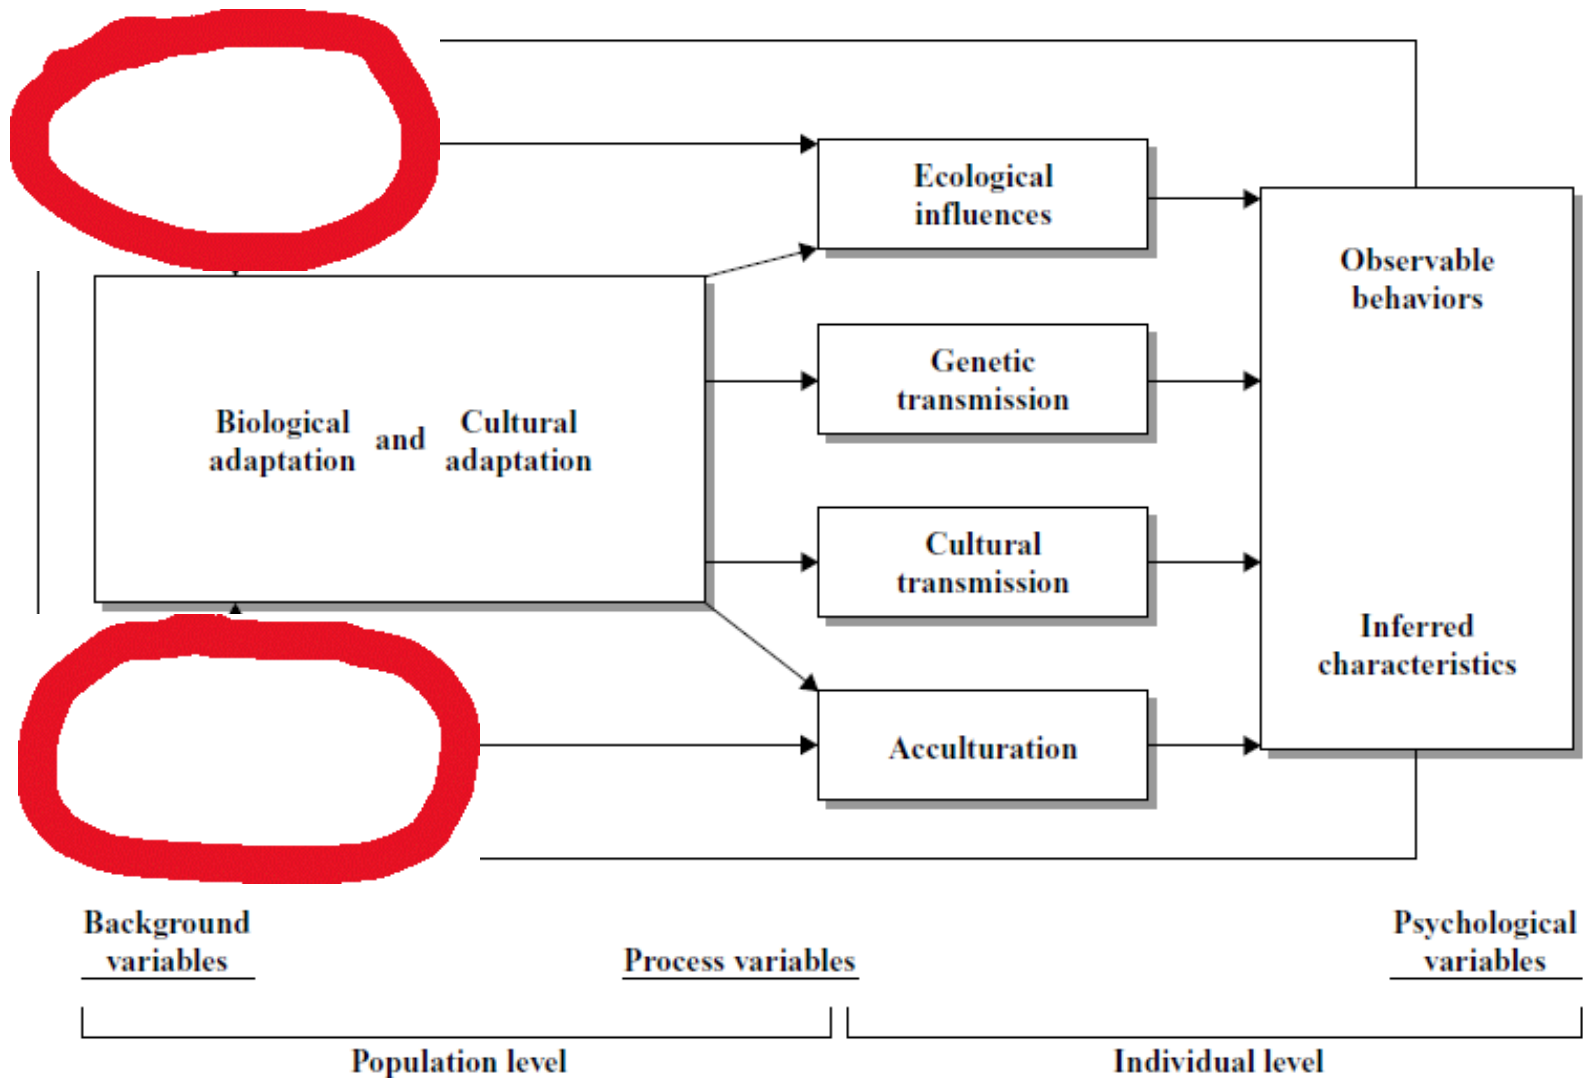 Ecological
influences
Observable
behaviors
Genetic
transmission
Biological
adaptation
and
Cultural
adaptation
Cultural
transmission
Inferred
characteristics
Acculturation
Background
variables
Process variables
Psychological
variables
Population level
Individual level